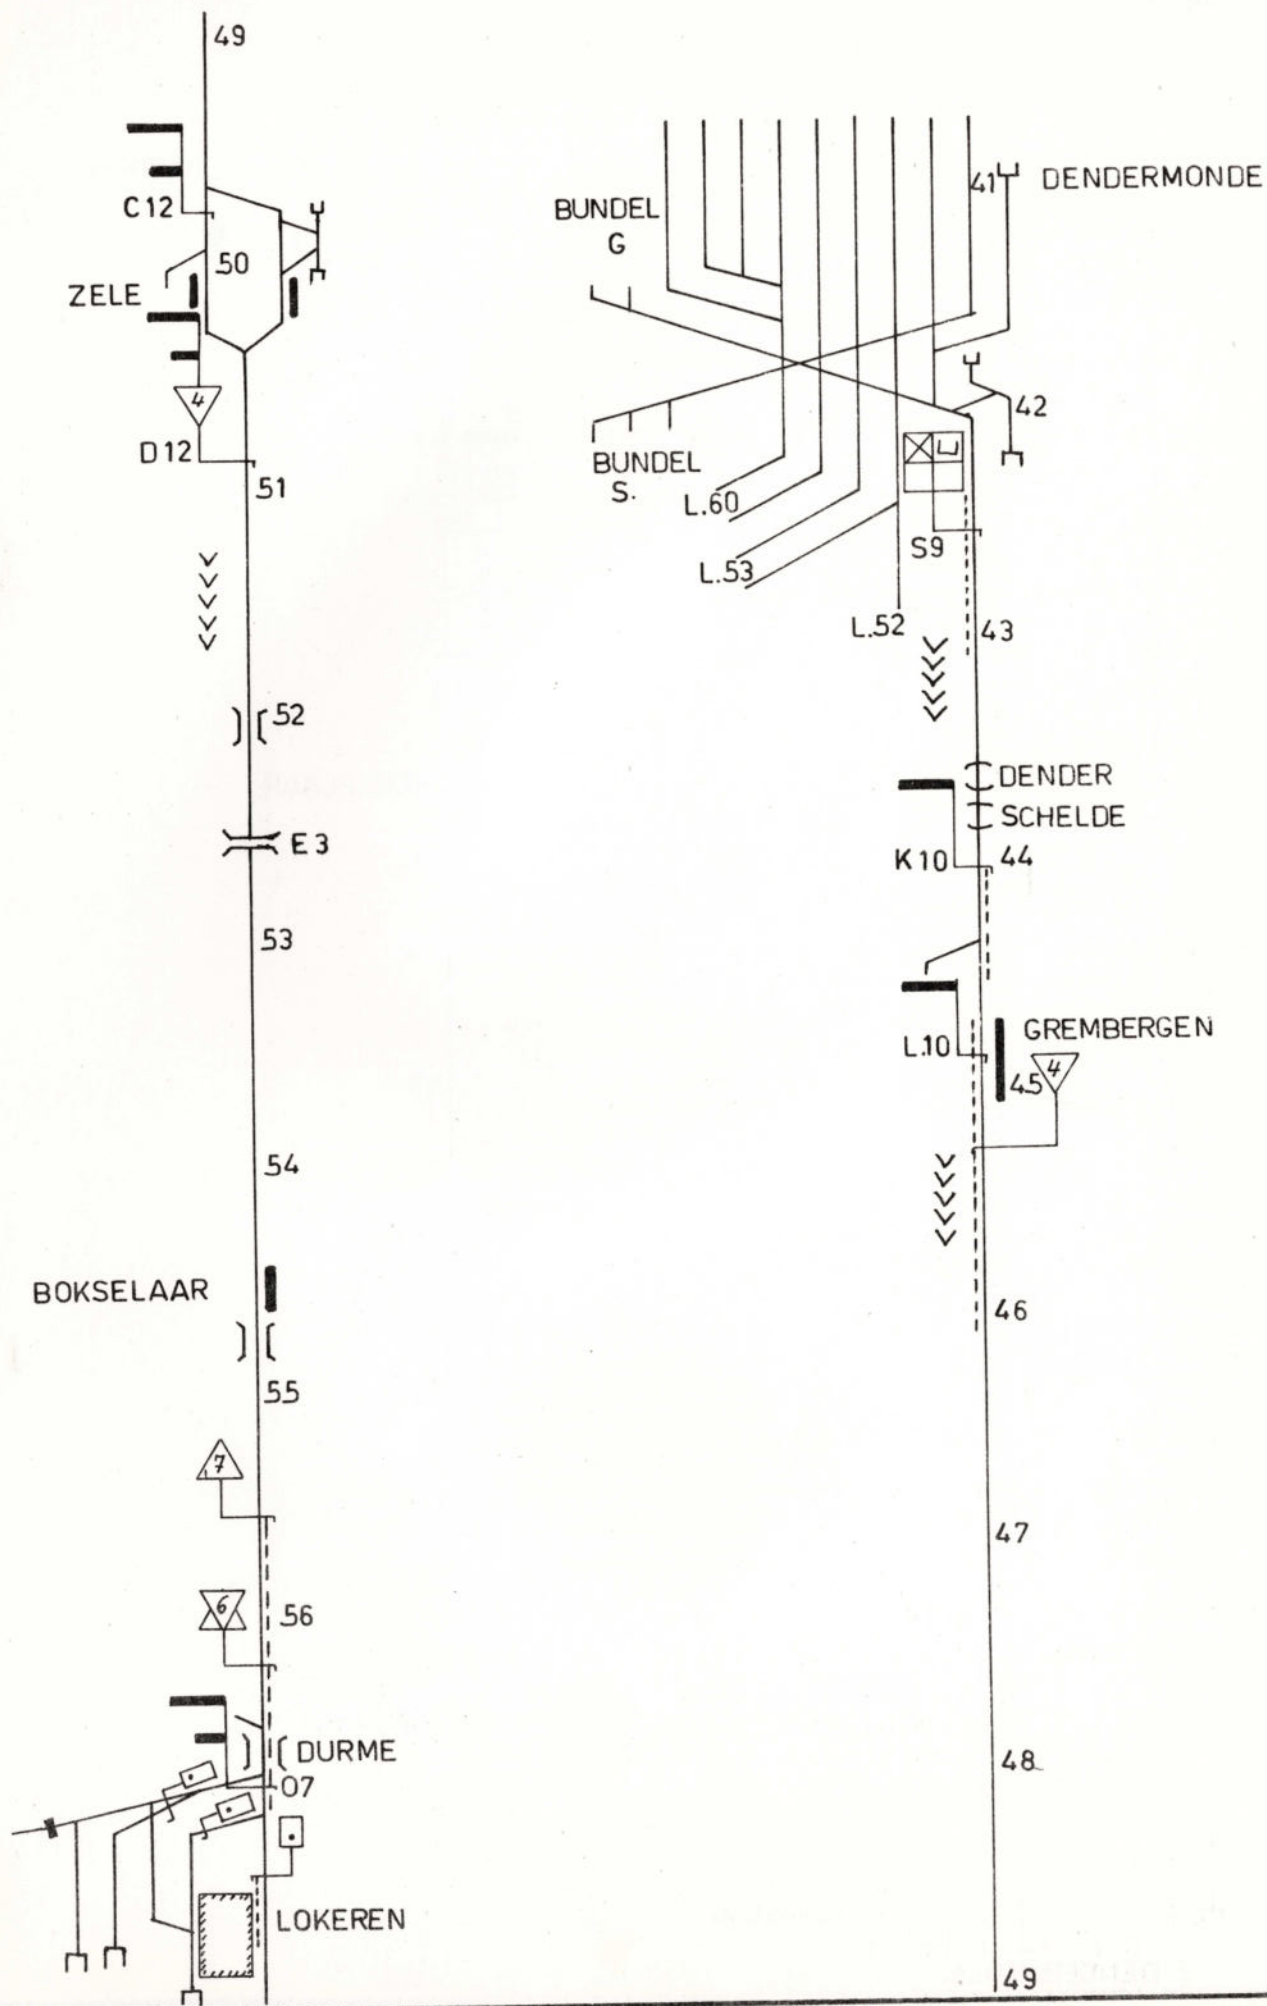 49
C12
50
ZELE
4
D12
51
52
E3
53
54
BOKSELAAR
55
7
6
56
DURME
07
LOKEREN
41
DENDERMONDE
BUNDEL
G
42
BUNDEL
S.
L.60
S9
L.53
L.52
43
DENDER
SCHELDE
K10
44
GREMBERGEN
L.10
45
4
46
47
48
49